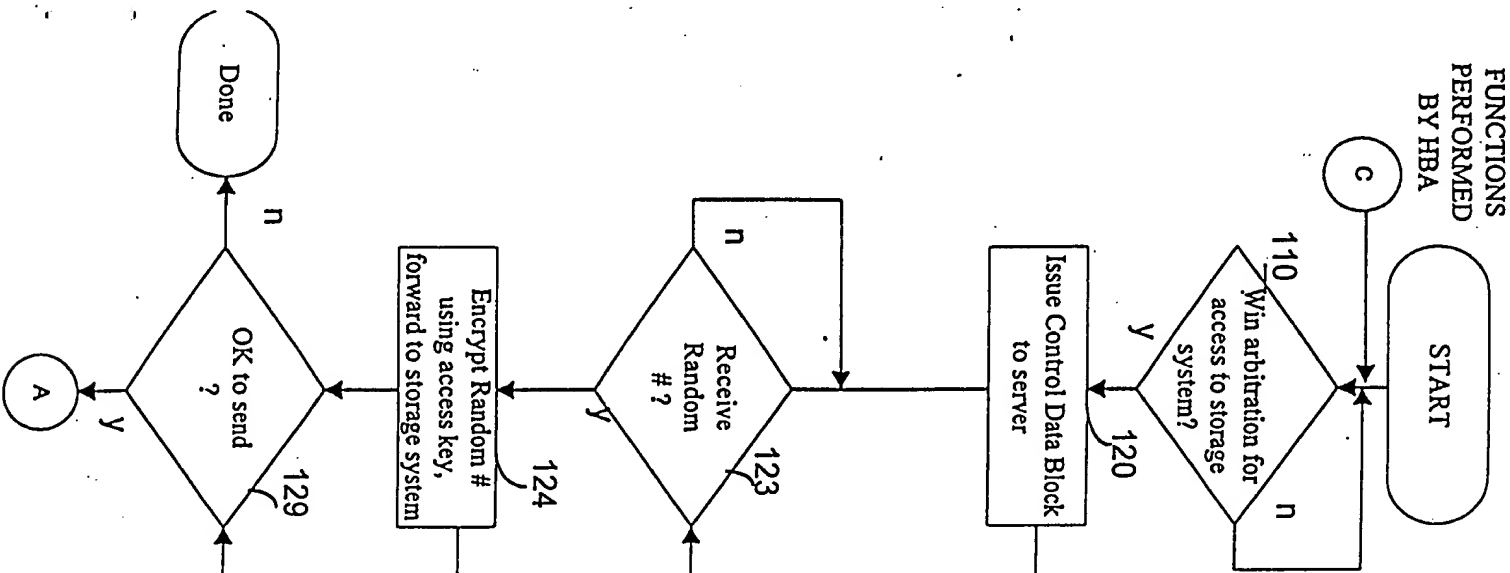 FUNCTIONS
PERFORMED
BY HBA
START
C
110
Win arbitration for
access to storage
system?
n
y
120
Issue Control Data Block
to server
n
Receive
Random
# ?
123
y
124
Encrypt Random #
using access key,
forward to storage system
OK to send
?
129
n
y
Done
A